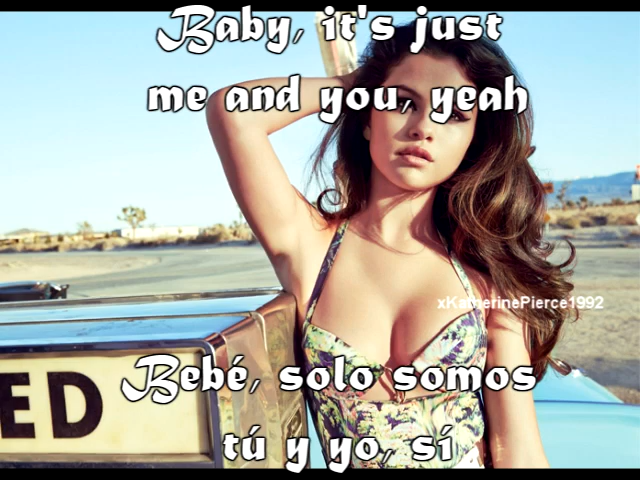 Baby, it's just
me and you, yeah
xKatherinePierce1992
Bebé, solo somos
tú y yo, sí
ED